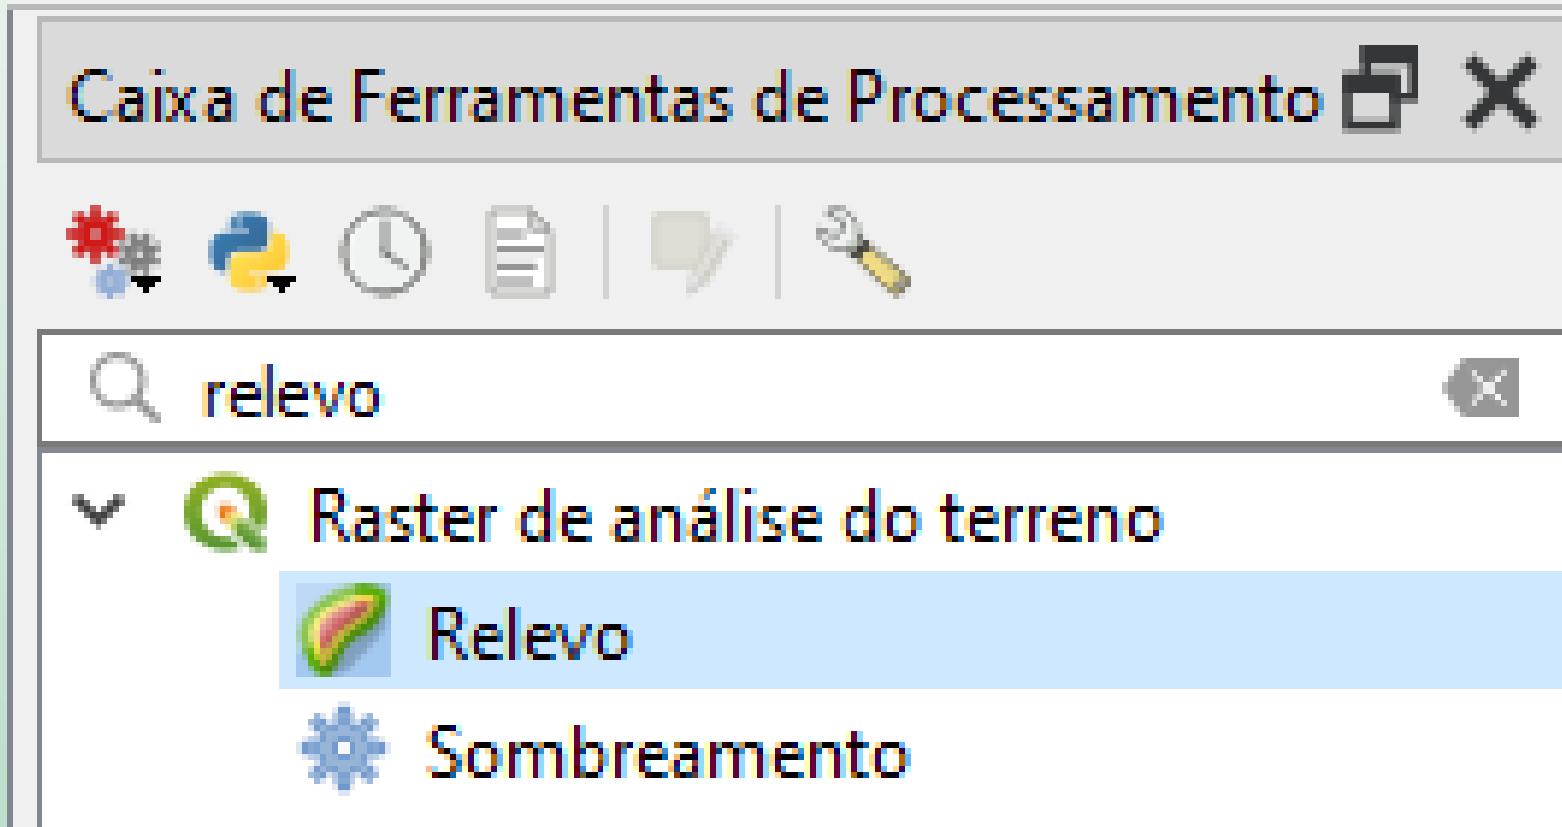 Caixa de Ferramentas de Processamento
relevo
Raster de análise do terreno
Relevo
Sombreamento